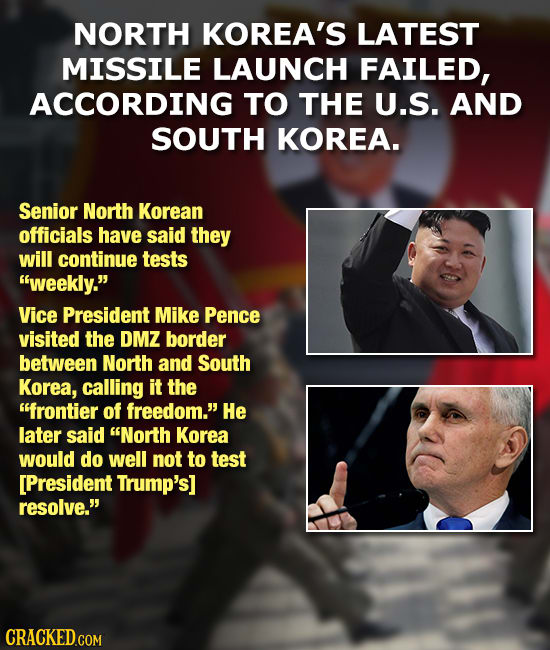 NORTH KOREA'S LATEST
MISSILE LAUNCH FAILED,
ACCORDING TO THE U.S. AND
SOUTH KOREA.
Senior North Korean
officials have said they
will continue tests
“weekly.”
Vice President Mike Pence
visited the DMZ border
between North and South
Korea, calling it the
“frontier of freedom.” He
later said “North Korea
would do well not to test
[President Trump's]
resolve.”
CRACKED.COM